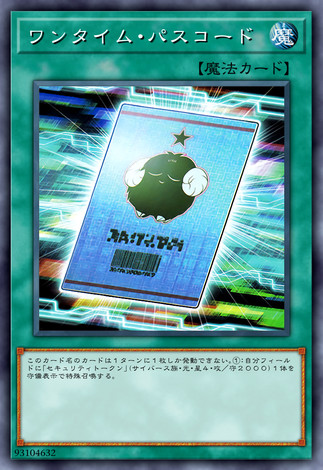 ワンタイム・パスコード
魔
【魔法カード】
このカード名のカードは1ターンに1枚しか発動できない。①:自分フィール
ドに「セキュリティトークン」(サイバース族・光・星4・攻/守2000)1体を
守備表示で特殊召喚する。
93104632